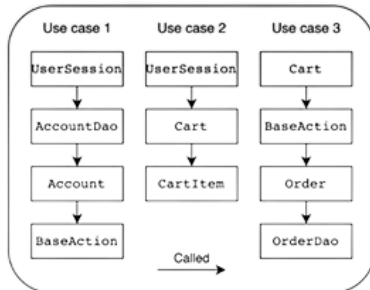 Use case 1 Use case 2 Use case 3
UserSession UserSession Cart
AccountDao Cart BaseAction
Account CartItem Order
BaseAction OrderDao
Called